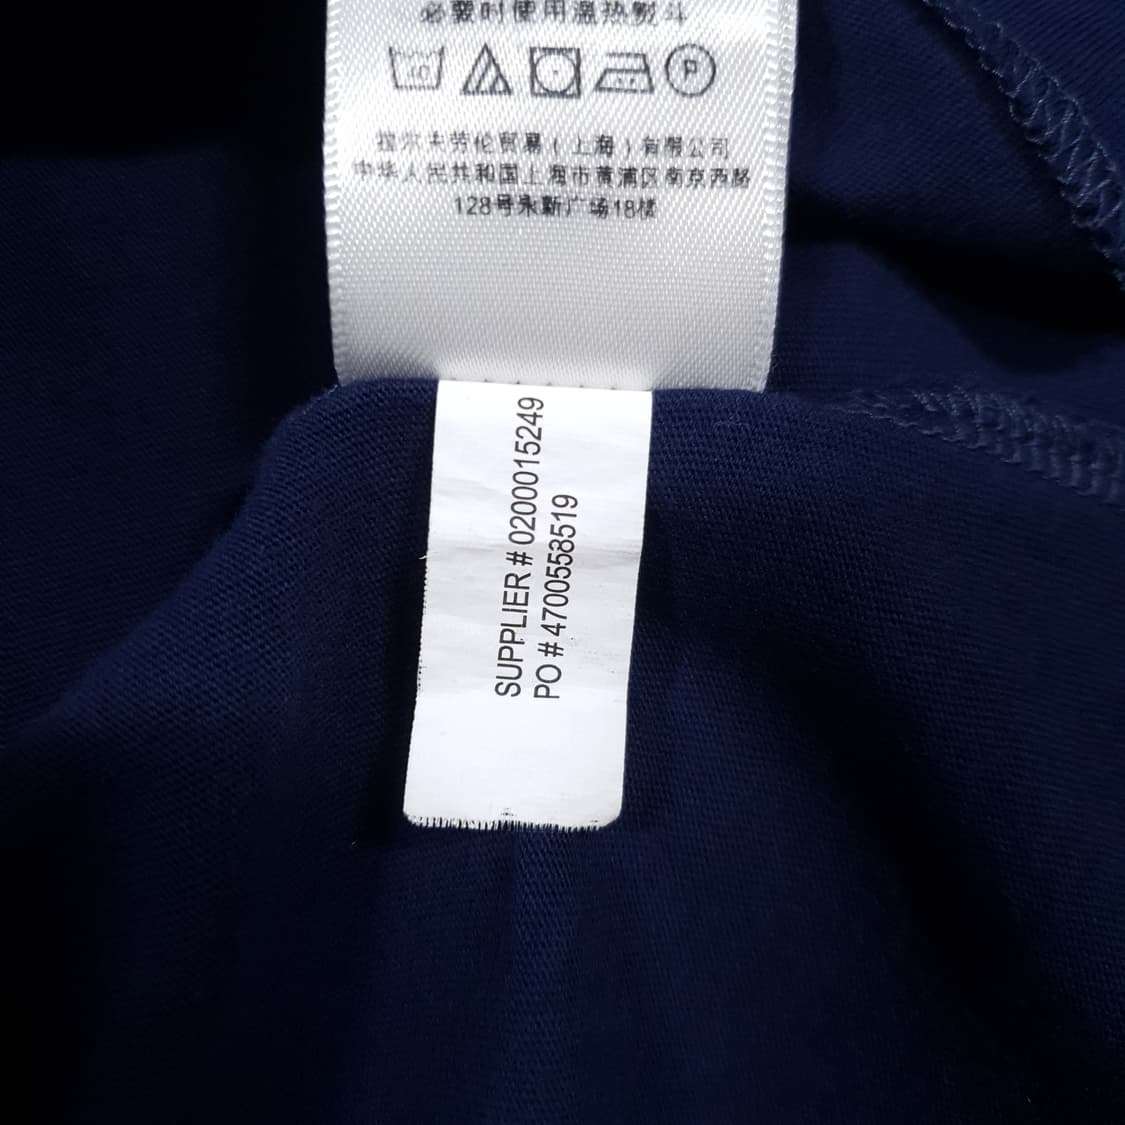 必要时使用温热熨斗
40 P
拉尔夫劳伦贸易(上海)有限公司
中华人民共和国上海市黄浦区南京西路
128号永新广场18楼
SUPPLIER # 0200015249
PO # 4700558519